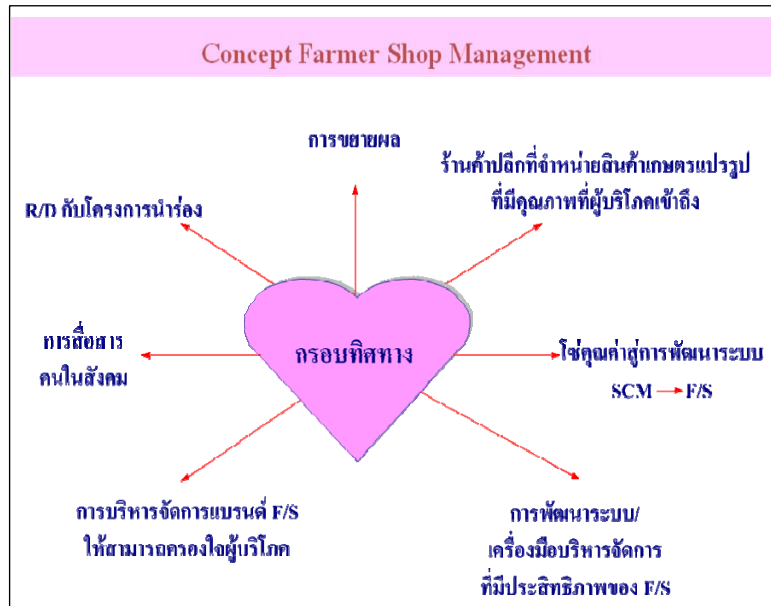 Concept Farmer Shop Management
การขยายผล
ร้านค้าปลีกที่จำหน่ายสินค้าเกษตรแปรรูป
ที่มีคุณภาพที่ผู้บริโภคเข้าถึง
R/D กับโครงการนำร่อง
กรอบทิศทาง
การสื่อสาร
คนในสังคม
โซ่คุณค่าสู่การพัฒนาระบบ
SCM → F/S
การบริหารจัดการแบรนด์ F/S
ให้สามารถครองใจผู้บริโภค
การพัฒนาระบบ/
เครื่องมือบริหารจัดการ
ที่มีประสิทธิภาพของ F/S